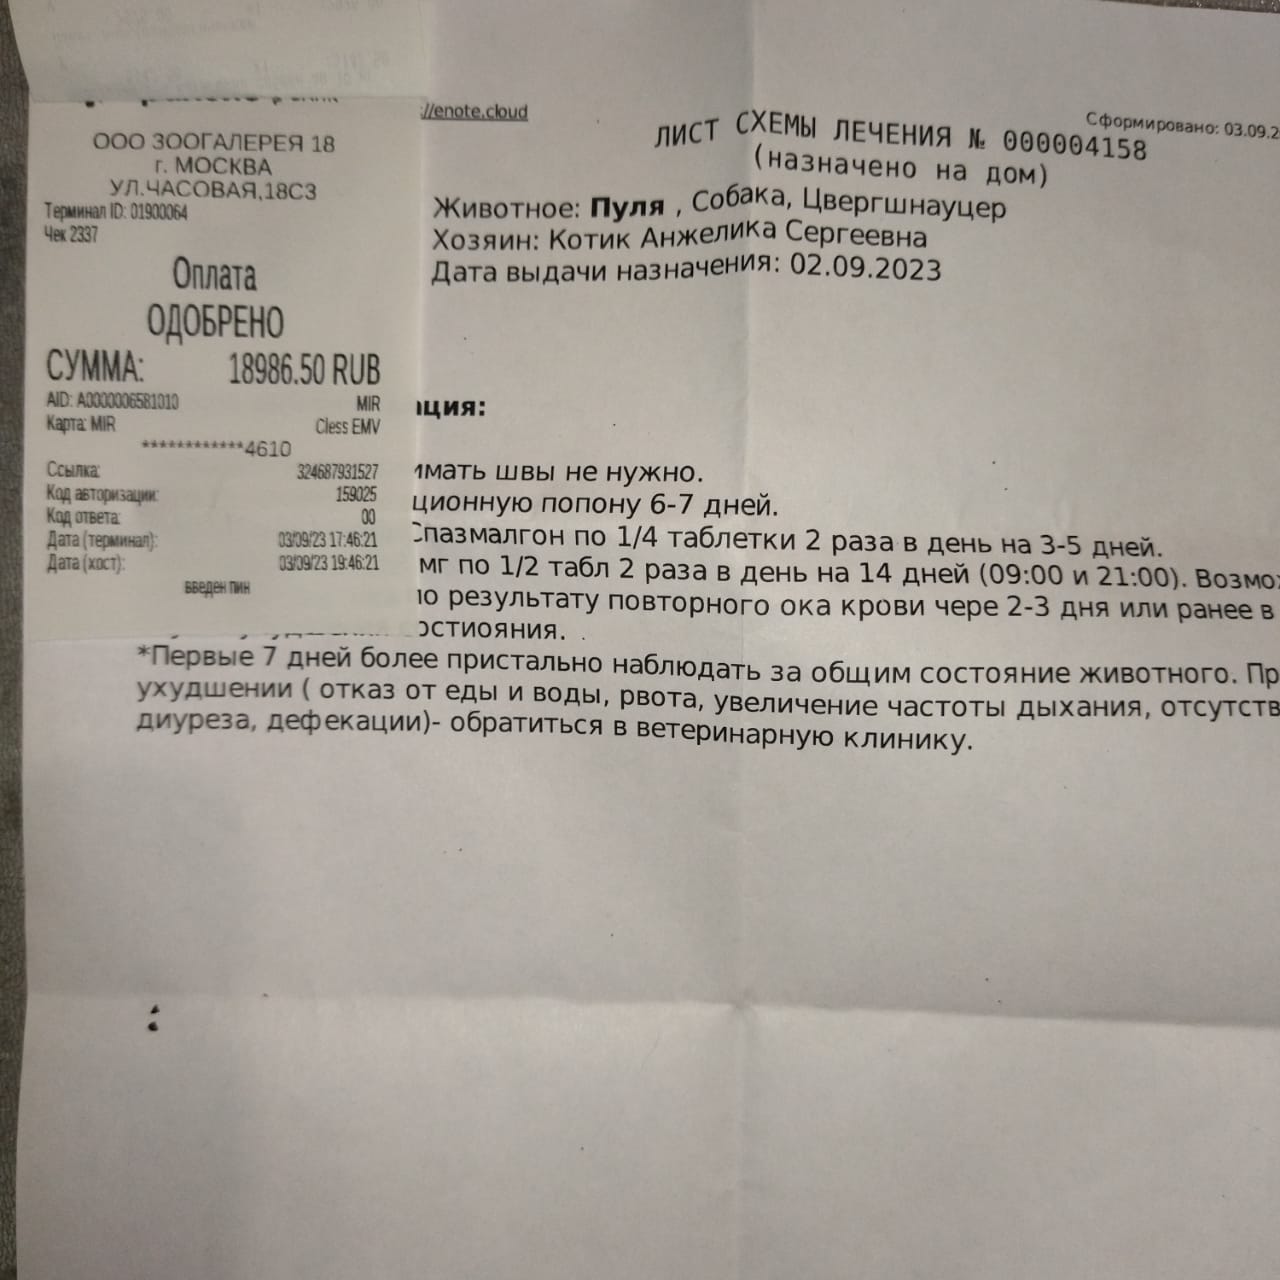 ООО ЗООГАЛЕРЕЯ 18
г. МОСКВА
УЛ.ЧАСОВАЯ,18С3
Терминал ID: 01900064
Чек 2337
Оплата
ОДОБРЕНО
СУММА: 18986.50 RUB
AID: A0000006581010 MIR
Карта: MIR Cless EMV
************4610
Ссылка: 324687931527
Код авторизации: 159025
Код ответа: 00
Дата (терминал): 03/09/23 17:46:21
Дата (хост): 03/09/23 19:46:21
введен пин
://enote.cloud
Сформировано: 03.09.2
ЛИСТ СХЕМЫ ЛЕЧЕНИЯ № 000004158
(назначено на дом)
Животное: Пуля , Собака, Цвергшнауцер
Хозяин: Котик Анжелика Сергеевна
Дата выдачи назначения: 02.09.2023
ция:
имать швы не нужно.
ционную попону 6-7 дней.
Спазмалгон по 1/4 таблетки 2 раза в день на 3-5 дней.
мг по 1/2 табл 2 раза в день на 14 дней (09:00 и 21:00). Возмо
по результату повторного ока крови чере 2-3 дня или ранее в
остиояния.
*Первые 7 дней более пристально наблюдать за общим состояние животного. Пр
ухудшении ( отказ от еды и воды, рвота, увеличение частоты дыхания, отсутств
диуреза, дефекации)- обратиться в ветеринарную клинику.